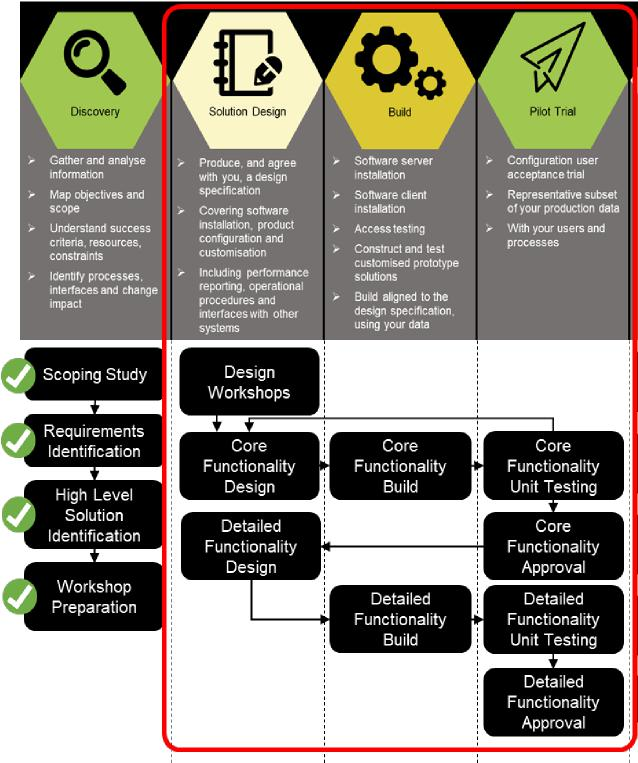 Discovery
Gather and analyse
information
Map objectives and
scope
Understand success
criteria, resources,
constraints
Identify processes,
interfaces and change
impact
Solution Design
Produce, and agree
with you, a design
specification
Covering software
installation, product
configuration and
customisation
Including performance
reporting, operational
procedures and
interfaces with other
systems
Build
Software server
installation
Software client
installation
Access testing
Construct and test
customised prototype
solutions
Build aligned to the
design specification,
using your data
Pilot Trial
Configuration user
acceptance trial
Representative subset
of your production data
With your users and
processes
Scoping Study
Requirements
Identification
High Level
Solution
Identification
Workshop
Preparation
Design
Workshops
Core
Functionality
Design
Core
Functionality
Build
Core
Functionality
Unit Testing
Detailed
Functionality
Design
Core
Functionality
Approval
Detailed
Functionality
Build
Detailed
Functionality
Unit Testing
Detailed
Functionality
Approval